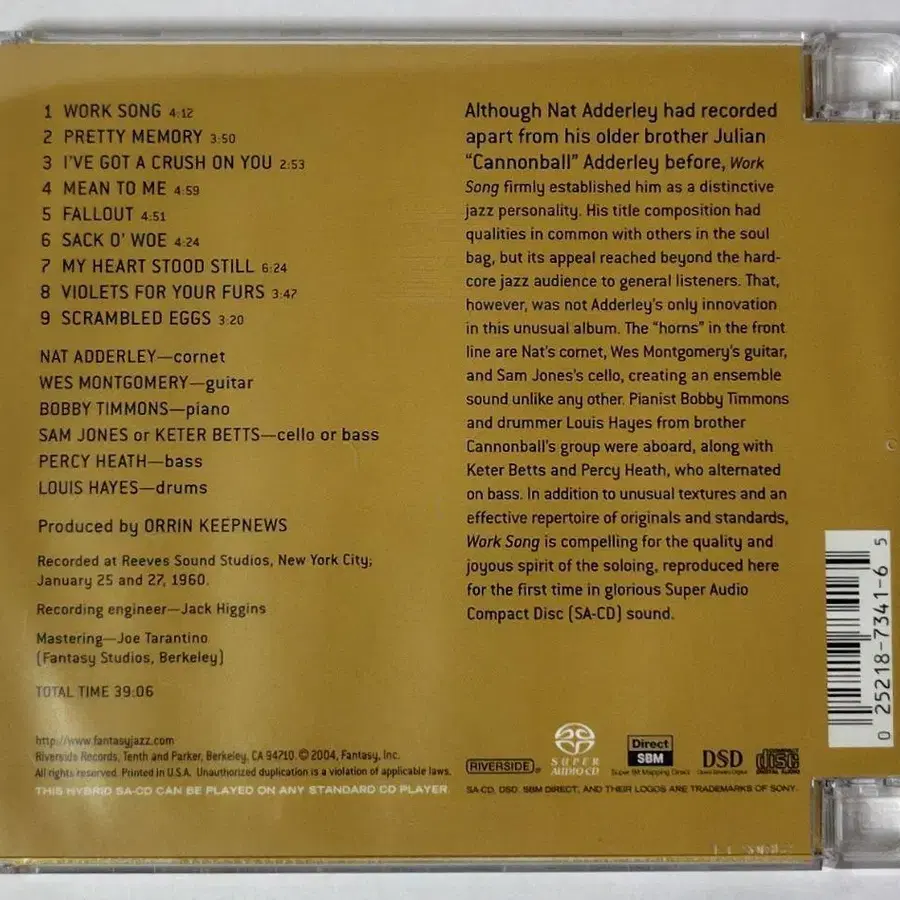 1 WORK SONG 4:12
2 PRETTY MEMORY 3:50
3 I'VE GOT A CRUSH ON YOU 2:53
4 MEAN TO ME 4:59
5 FALLOUT 4:51
6 SACK O' WOE 4:24
7 MY HEART STOOD STILL 6:24
8 VIOLETS FOR YOUR FURS 3:47
9 SCRAMBLED EGGS 3:20
NAT ADDERLEY—cornet
WES MONTGOMERY—guitar
BOBBY TIMMONS—piano
SAM JONES or KETER BETTS—cello or bass
PERCY HEATH—bass
LOUIS HAYES—drums
Produced by ORRIN KEEPNEWS
Recorded at Reeves Sound Studios, New York City;
January 25 and 27, 1960.
Recording engineer—Jack Higgins
Mastering—Joe Tarantino
(Fantasy Studios, Berkeley)
TOTAL TIME 39:06
http://www.fantasyjazz.com
Riverside Records, Tenth and Parker, Berkeley, CA 94710. © 2004, Fantasy, Inc.
All rights reserved. Printed in U.S.A. Unauthorized duplication is a violation of applicable laws.
THIS HYBRID SA-CD CAN BE PLAYED ON ANY STANDARD CD PLAYER.
Although Nat Adderley had recorded
apart from his older brother Julian
"Cannonball" Adderley before, Work
Song firmly established him as a distinctive
jazz personality. His title composition had
qualities in common with others in the soul
bag, but its appeal reached beyond the hard-
core jazz audience to general listeners. That,
however, was not Adderley's only innovation
in this unusual album. The "horns" in the front
line are Nat's cornet, Wes Montgomery's guitar,
and Sam Jones's cello, creating an ensemble
sound unlike any other. Pianist Bobby Timmons
and drummer Louis Hayes from brother
Cannonball's group were aboard, along with
Keter Betts and Percy Heath, who alternated
on bass. In addition to unusual textures and an
effective repertoire of originals and standards,
Work Song is compelling for the quality and
joyous spirit of the soloing, reproduced here
for the first time in glorious Super Audio
Compact Disc (SA-CD) sound.
RIVERSIDE ®
SUPER
AUDIO CD
Direct
SBM
Super Bit Mapping Direct
DSD
Direct Stream Digital
disc
DIGITAL AUDIO
SA-CD, DSD, SBM DIRECT, AND THEIR LOGOS ARE TRADEMARKS OF SONY.
0 25218-7341-6 5